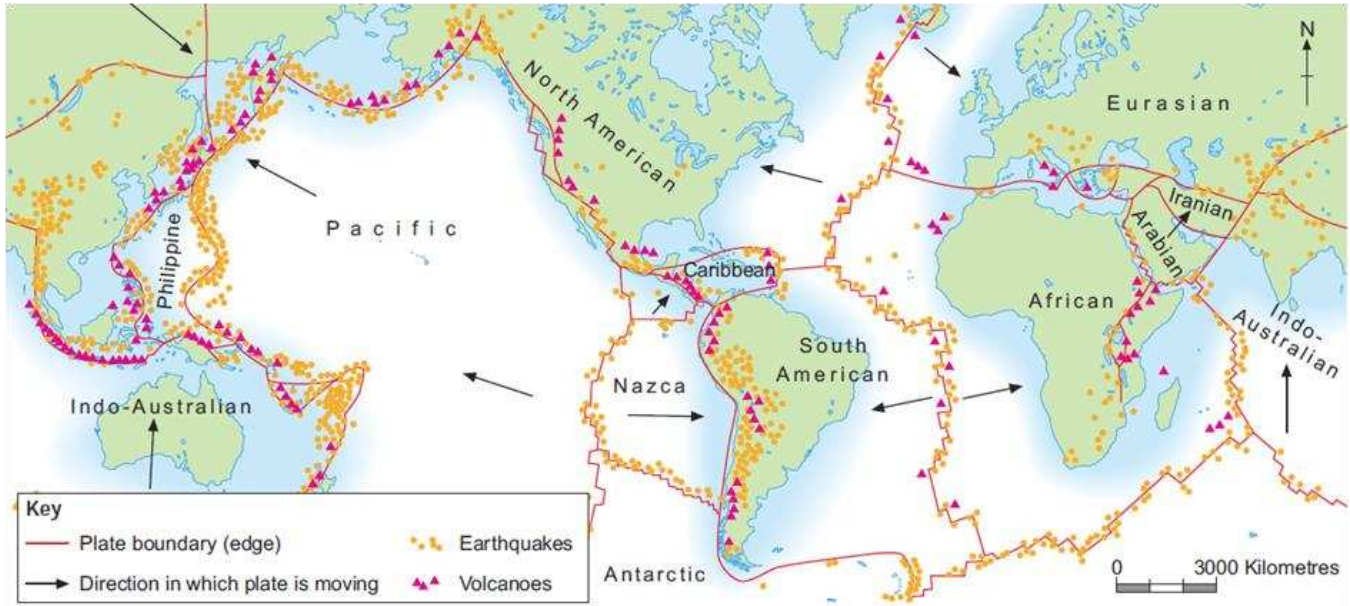 N
North American
Eurasian
Pacific
Philippine
Iranian
Arabian
Caribbean
African
Indo-
Australian
South
American
Nazca
Indo-Australian
Antarctic
Key
Plate boundary (edge)
Earthquakes
Direction in which plate is moving
Volcanoes
0 3000 Kilometres